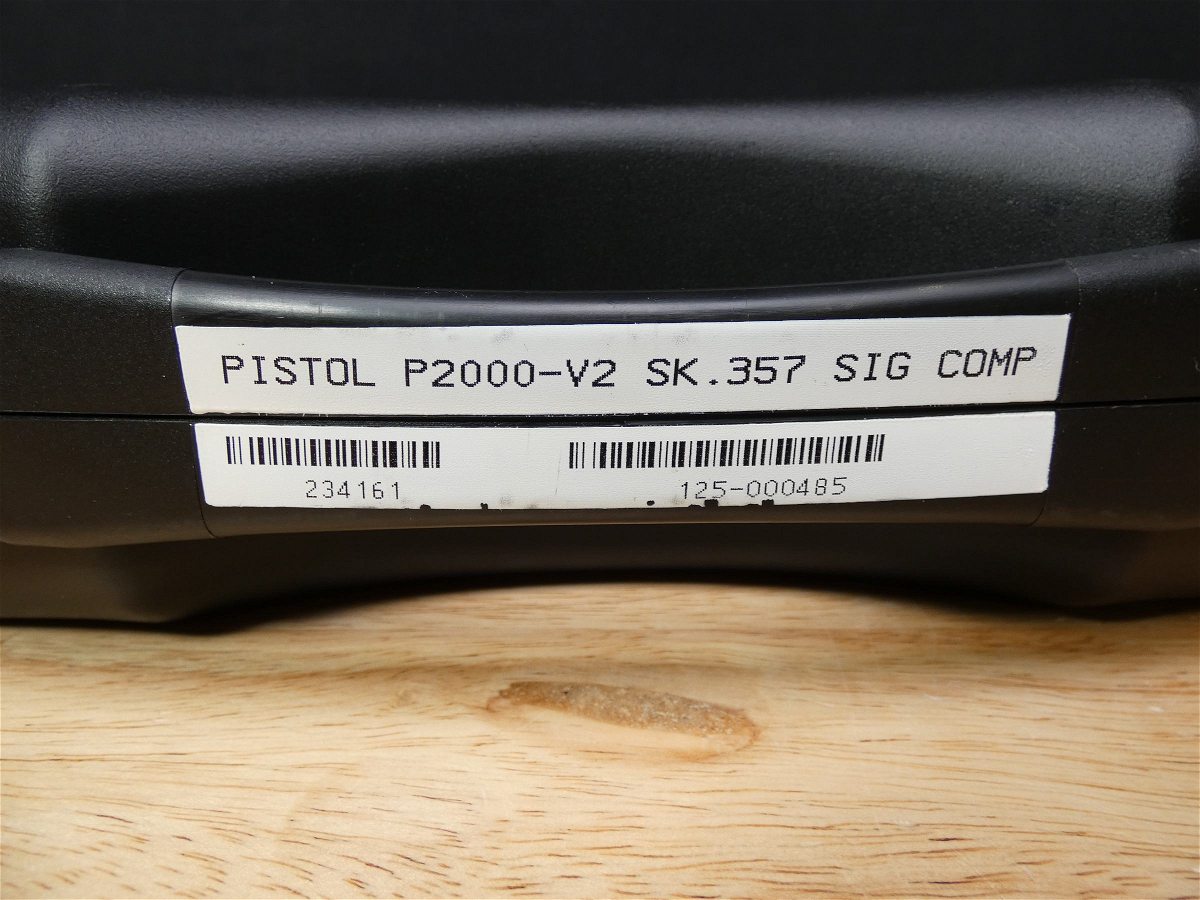 PISTOL P2000-V2 SK.357 SIG COMP
234161 125-000485